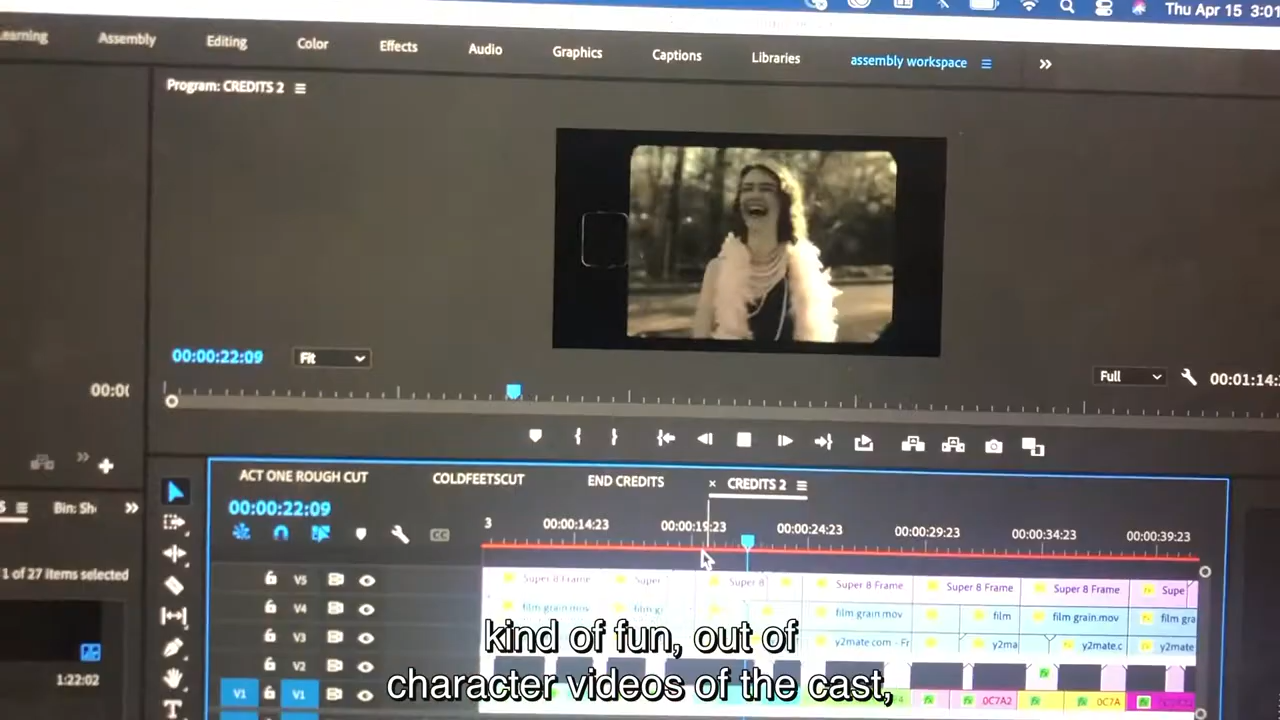 Thu Apr 15 3:01
Assembly Editing Color Effects Audio Graphics Captions Libraries assembly workspace
Program: CREDITS 2
00:00:22:09 Fit Full 00:01:14:
ACT ONE ROUGH CUT COLDFEETSCUT END CREDITS × CREDITS 2
00:00:22:09
3 00:00:14:23 00:00:19:23 00:00:24:23 00:00:29:23 00:00:34:23 00:00:39:23
Bin: Sh
1 of 27 items selected
1:22:02
V5 Super 8 Frame Super Super 8 Super 8 Frame Super 8 Frame Super 8 Frame Supe
V4 film grain.mov film gr film grain.mov film film grain.mov film gra
V3 y2mate.com - Fr y2ma y2mate.c y2mate
V2
V1 V1 0C7A2 0C7A
kind of fun, out of
character videos of the cast,